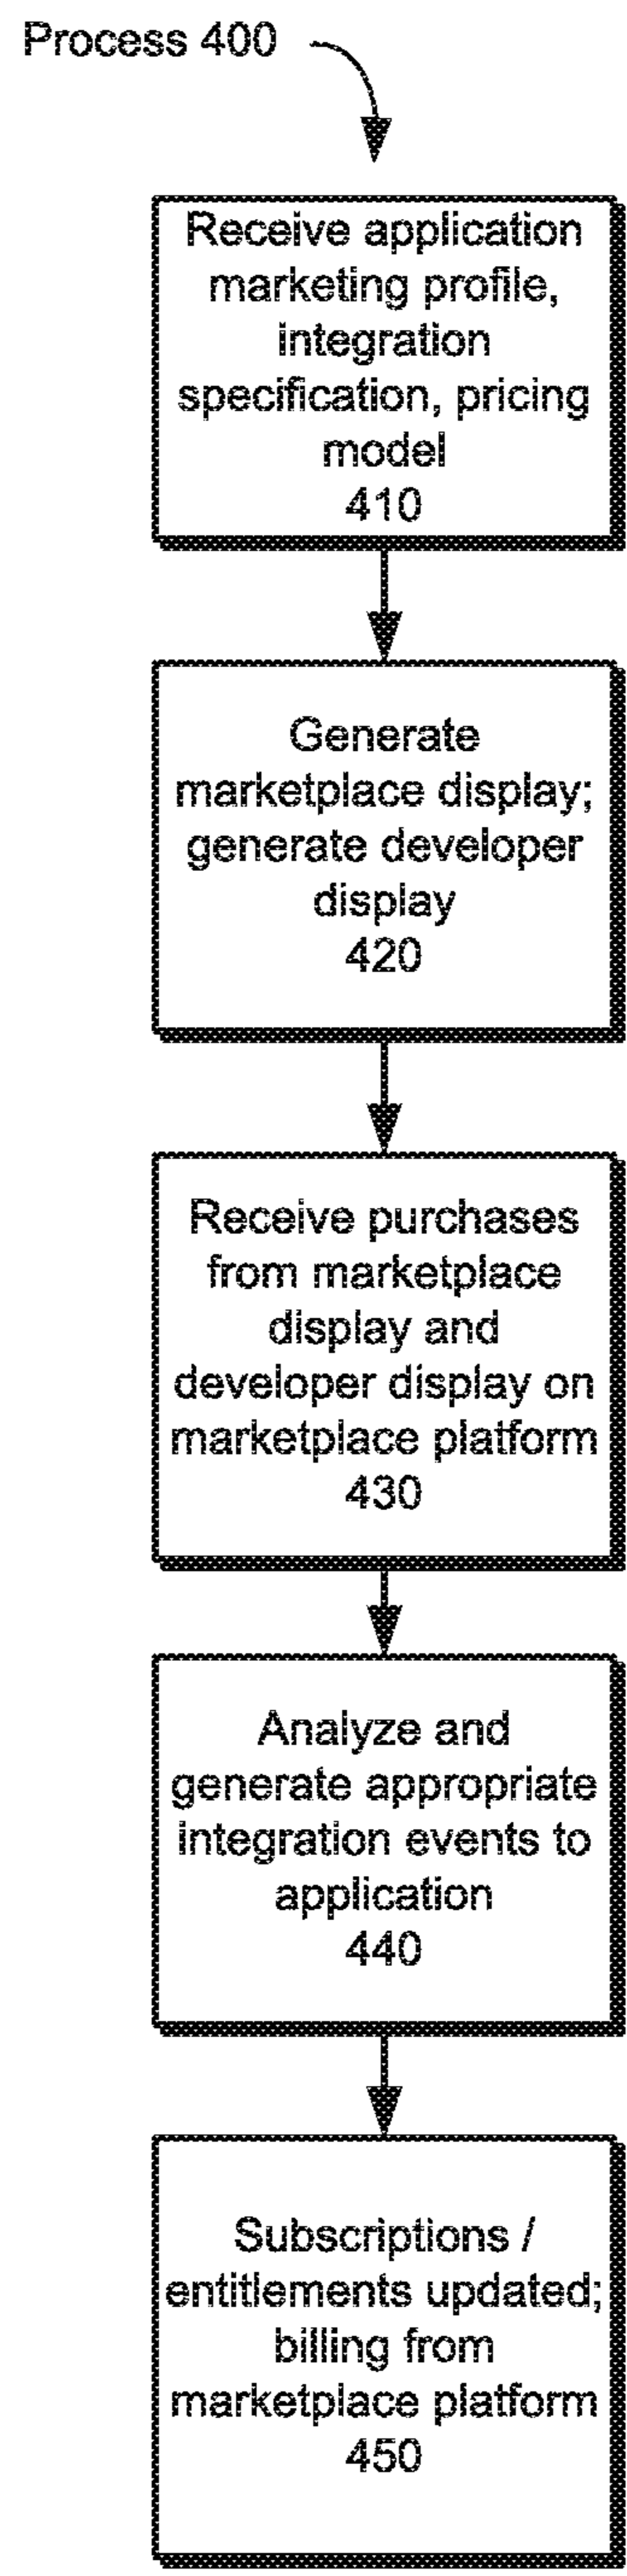 Process 400
Receive application
marketing profile,
integration
specification, pricing
model
410
Generate
marketplace display;
generate developer
display
420
Receive purchases
from marketplace
display and
developer display on
marketplace platform
430
Analyze and
generate appropriate
integration events to
application
440
Subscriptions /
entitlements updated;
billing from
marketplace platform
450